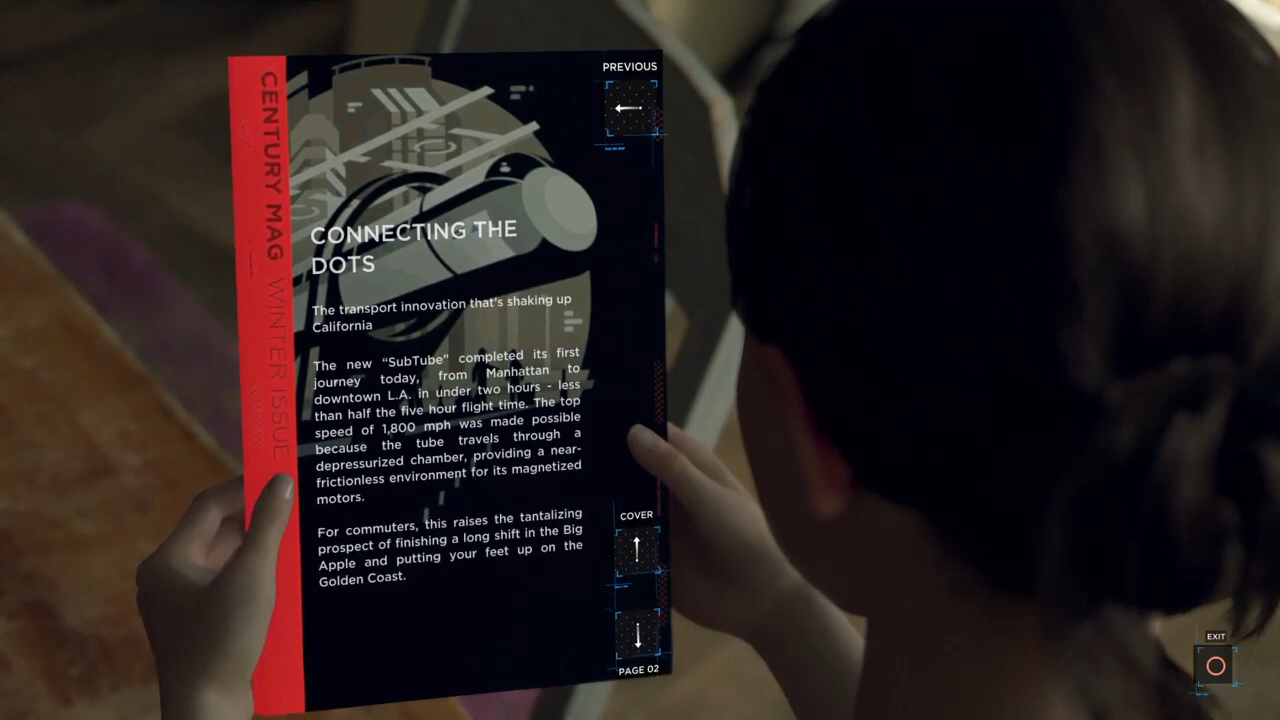 PREVIOUS
CENTURY MAG WINTER ISSUE
CONNECTING THE
DOTS
The transport innovation that's shaking up
California
The new “SubTube” completed its first
journey today, from Manhattan to
downtown L.A. in under two hours - less
than half the five hour flight time. The top
speed of 1,800 mph was made possible
because the tube travels through a
depressurized chamber, providing a near-
frictionless environment for its magnetized
motors.
For commuters, this raises the tantalizing
prospect of finishing a long shift in the Big
Apple and putting your feet up on the
Golden Coast.
COVER
PAGE 02
EXIT